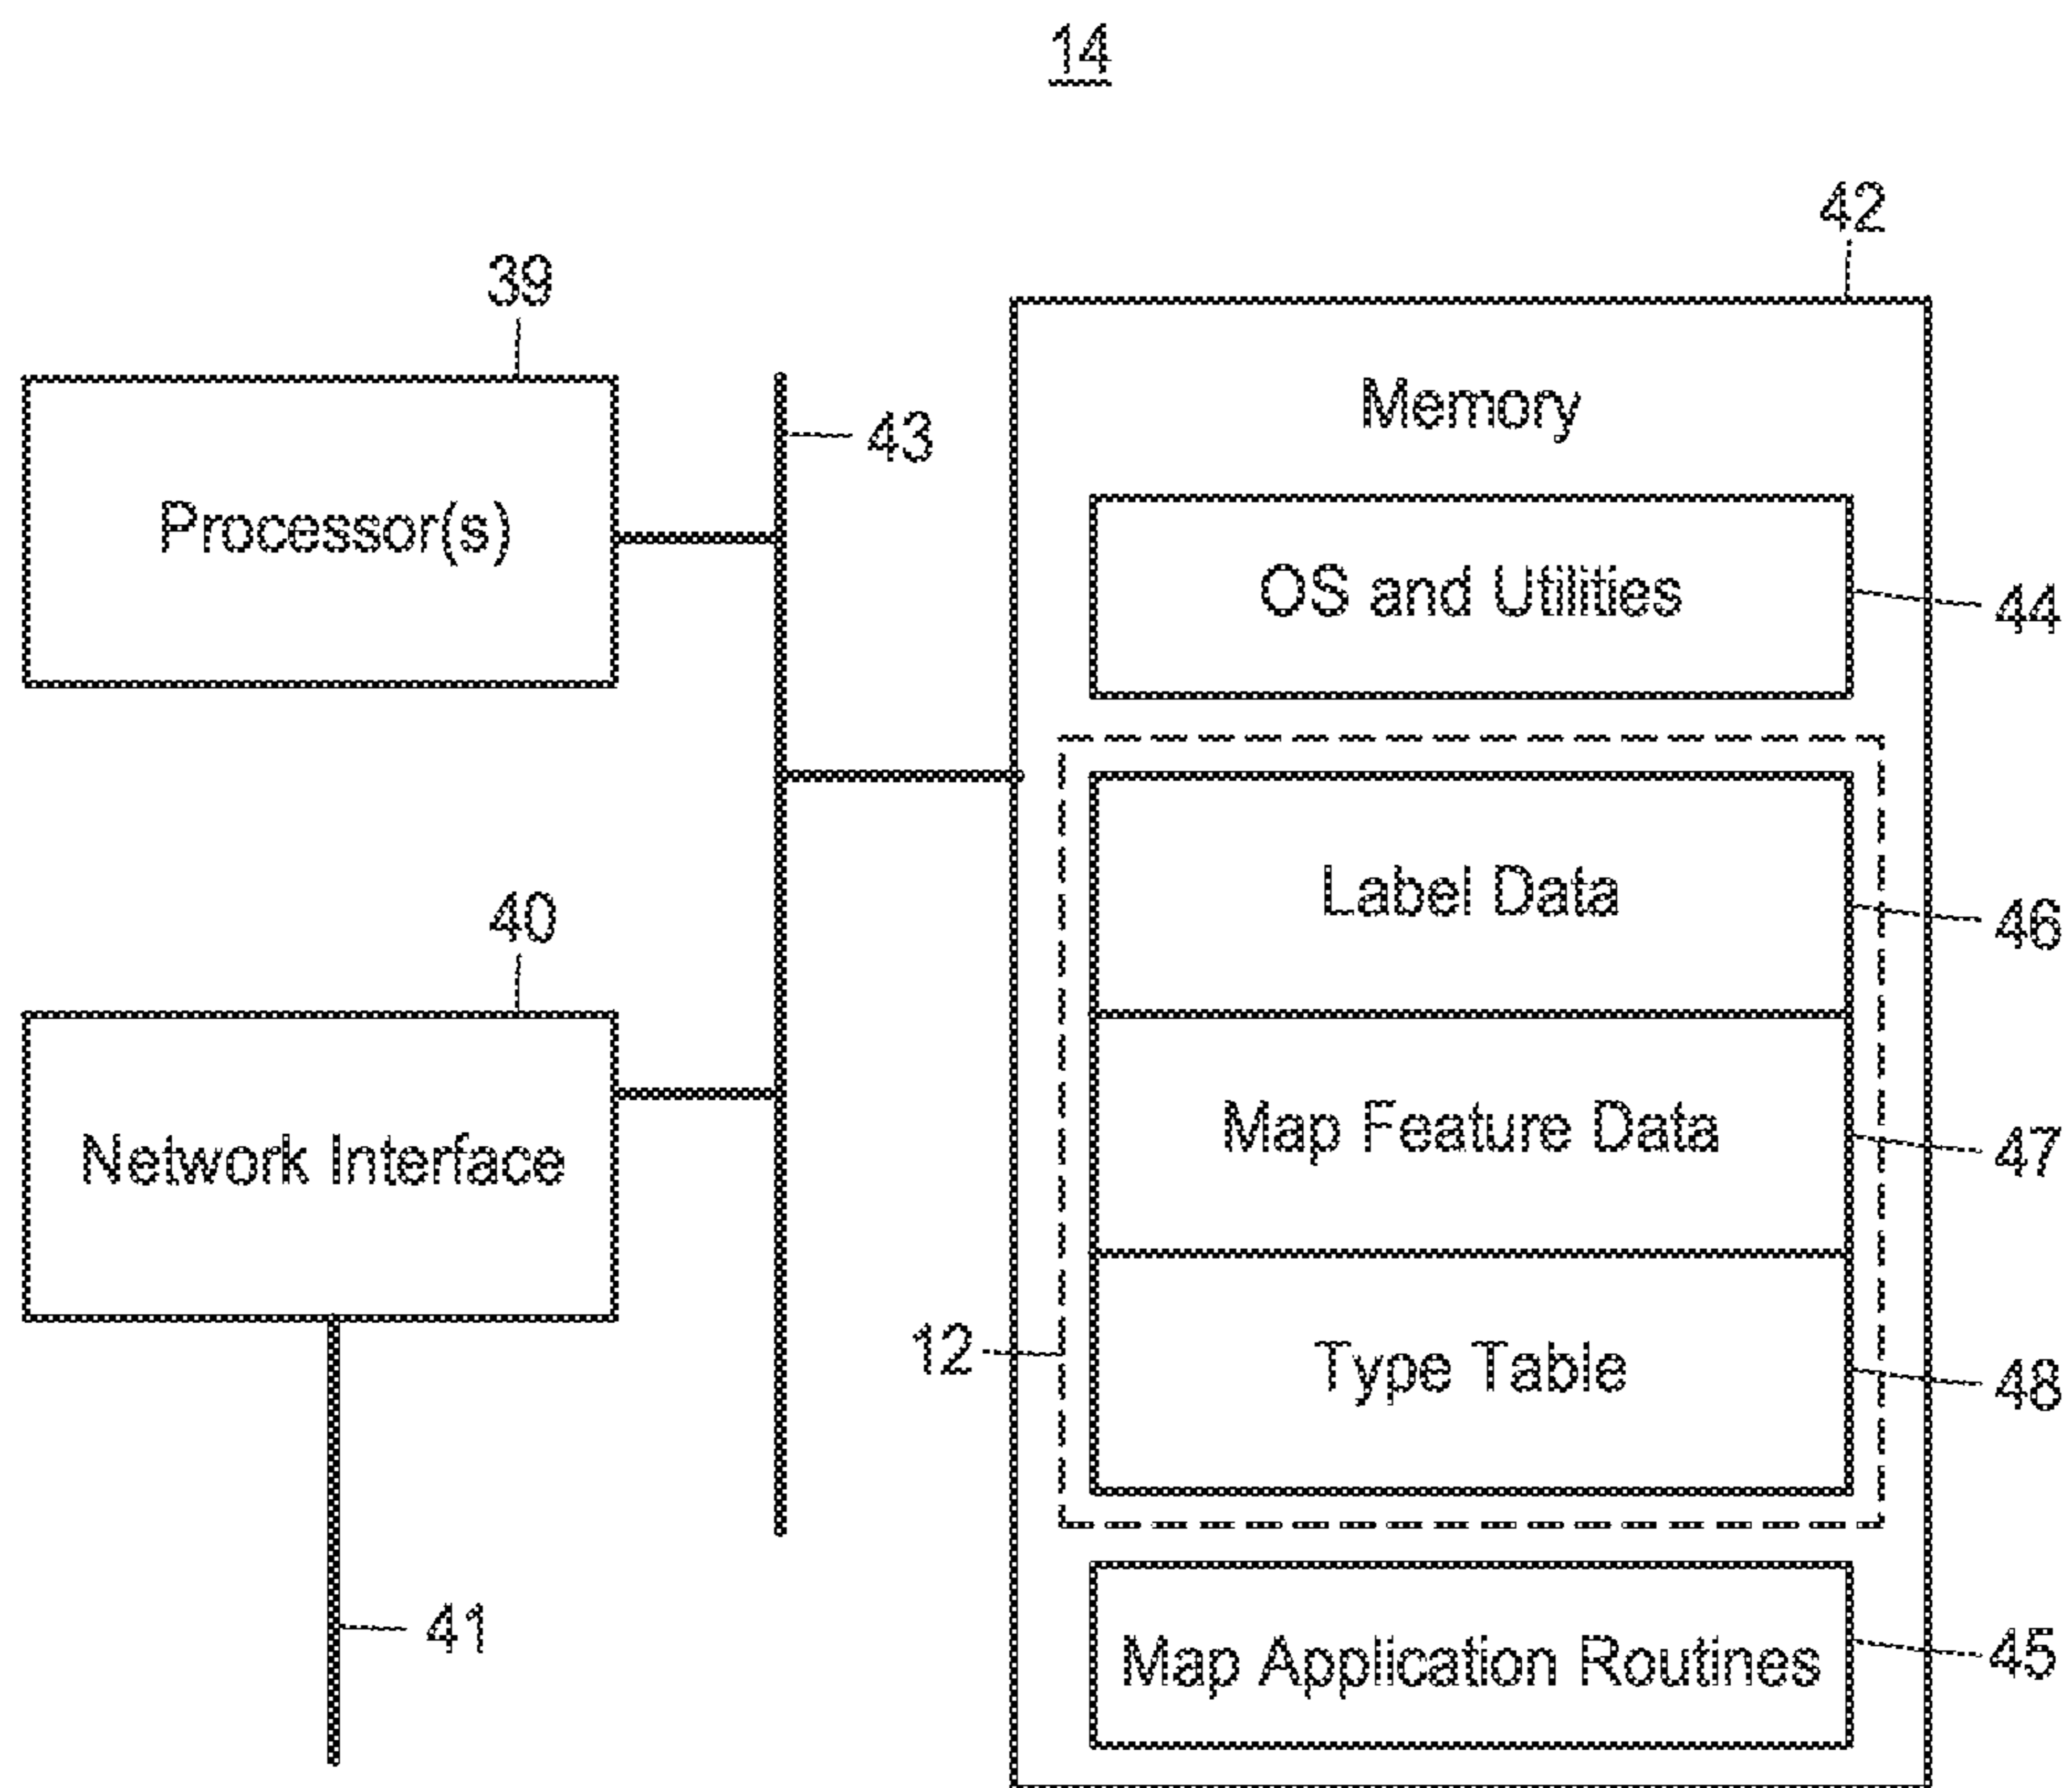 14
42
39
Memory
43
Processor(s)
OS and Utilities
44
Label Data
46
40
Map Feature Data
47
Network Interface
12
Type Table
48
41
Map Application Routines
45